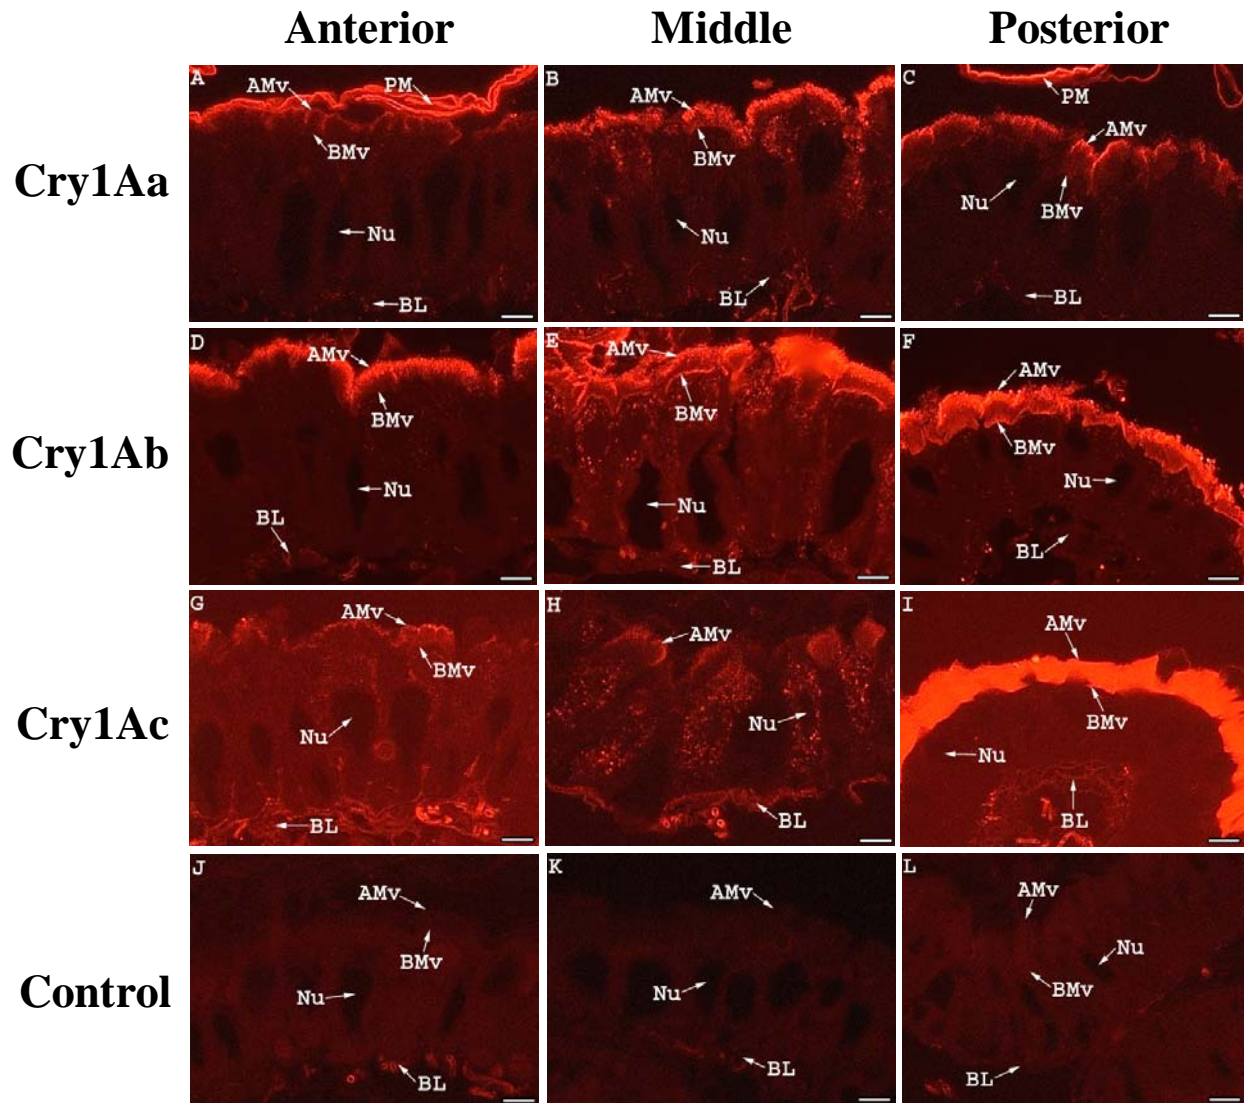 Anterior Middle Posterior
Cry1Aa
A AMv PM BMv Nu BL
B AMv BMv Nu BL
C PM AMv Nu BMv BL
Cry1Ab
D AMv BMv Nu BL
E AMv BMv Nu BL
F AMv BMv Nu BL
Cry1Ac
G AMv BMv Nu BL
H AMv Nu BL
I AMv BMv Nu BL
Control
J AMv BMv Nu BL
K AMv Nu BL
L AMv Nu BMv BL